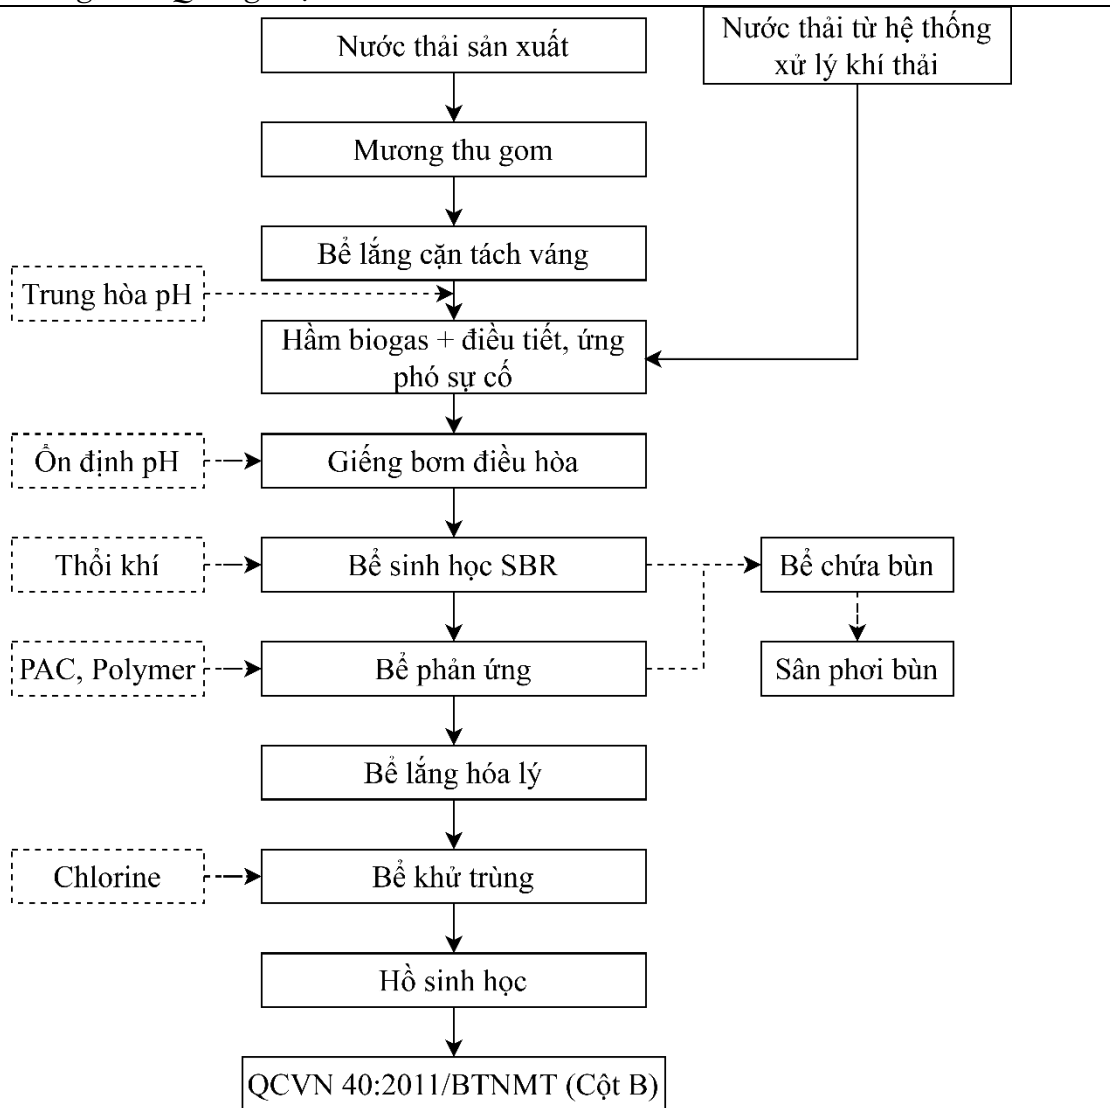 Nước thải sản xuất
Nước thải từ hệ thống
xử lý khí thải
Mương thu gom
Bể lắng cặn tách váng
Trung hòa pH
Hầm biogas + điều tiết, ứng
phó sự cố
Ổn định pH
Giếng bơm điều hòa
Thổi khí
Bể sinh học SBR
Bể chứa bùn
PAC, Polymer
Bể phản ứng
Sân phơi bùn
Bể lắng hóa lý
Chlorine
Bể khử trùng
Hồ sinh học
QCVN 40:2011/BTNMT (Cột B)